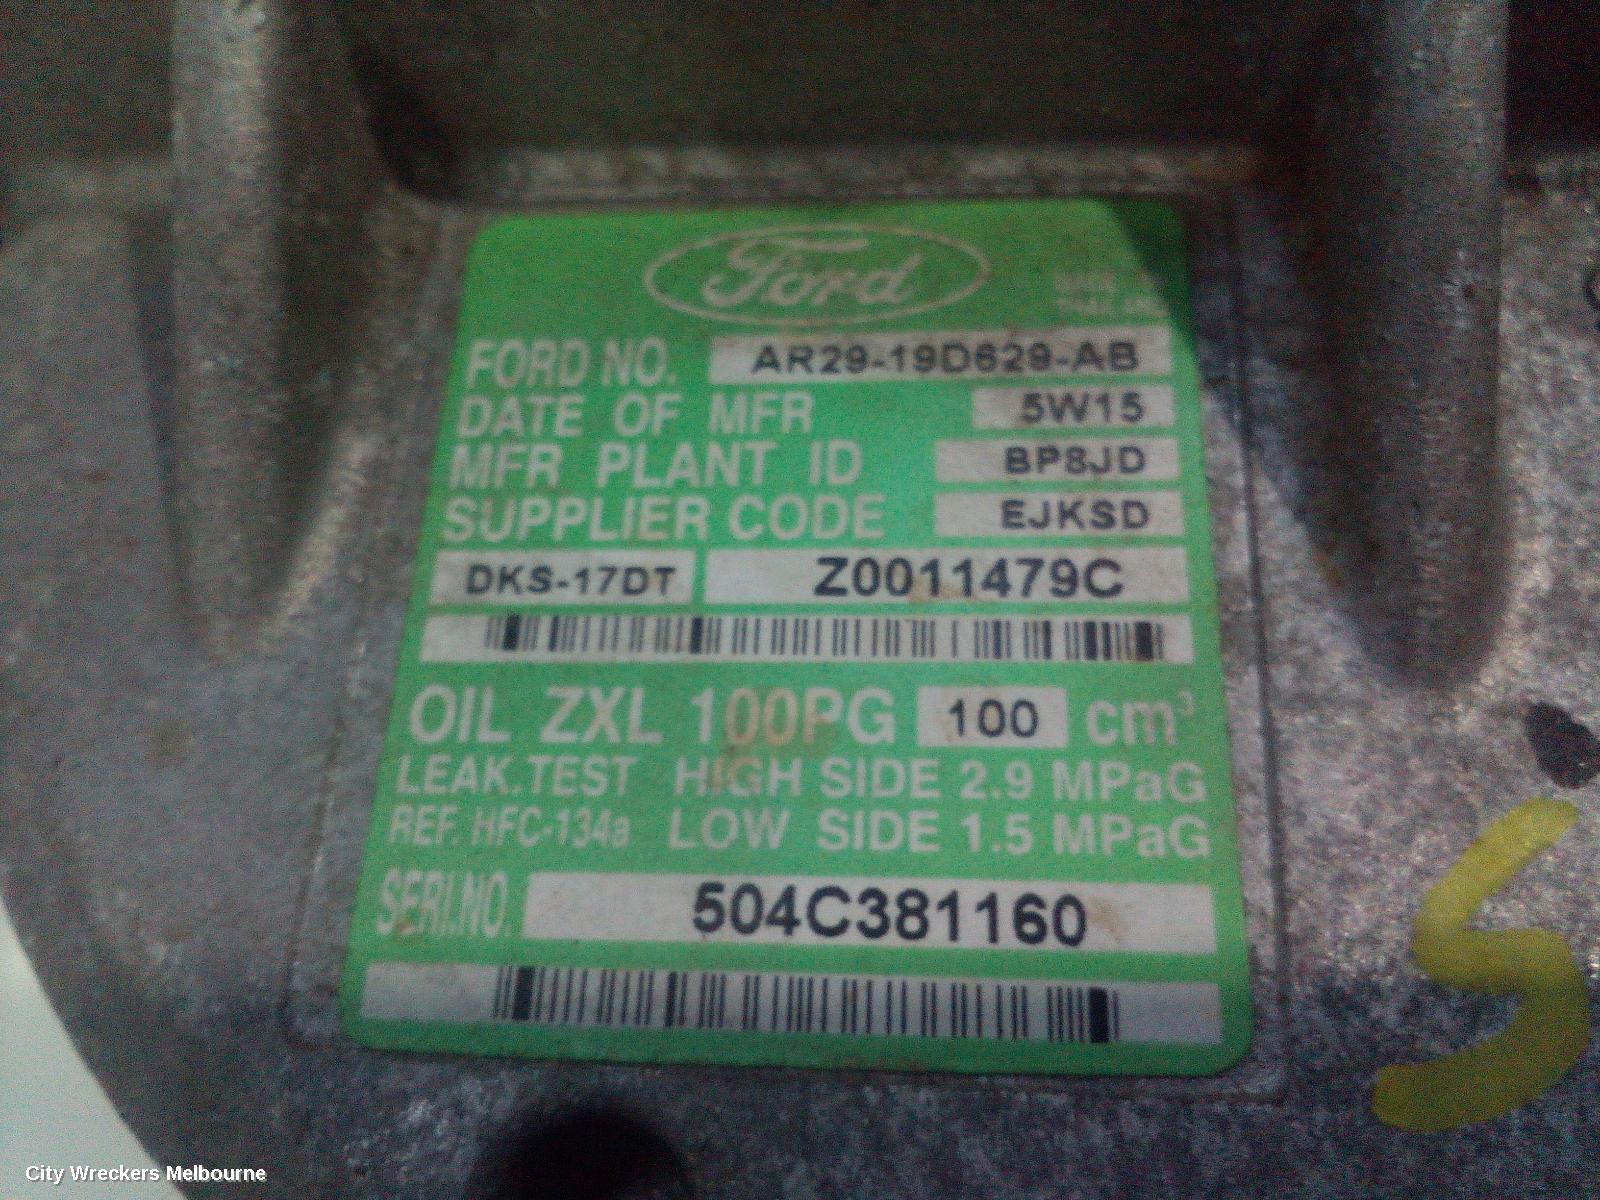 Ford
FORD NO. AR29-19D629-AB
DATE OF MFR 5W15
MFR PLANT ID BP8JD
SUPPLIER CODE EJKSD
DKS-17DT Z0011479C
OIL ZXL 100PG 100 cm³
LEAK.TEST HIGH SIDE 2.9 MPaG
REF. HFC-134a LOW SIDE 1.5 MPaG
SERI.NO. 504C381160
S
City Wreckers Melbourne